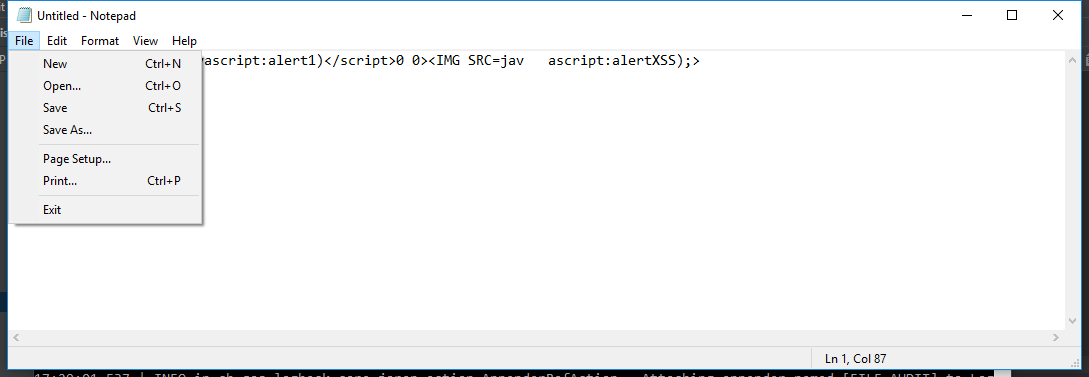 Untitled - Notepad
File Edit Format View Help
ascript:alert1)</script>0 0><IMG SRC=jav   ascript:alertXSS);>
New Ctrl+N
Open... Ctrl+O
Save Ctrl+S
Save As...
Page Setup...
Print... Ctrl+P
Exit
Ln 1, Col 87